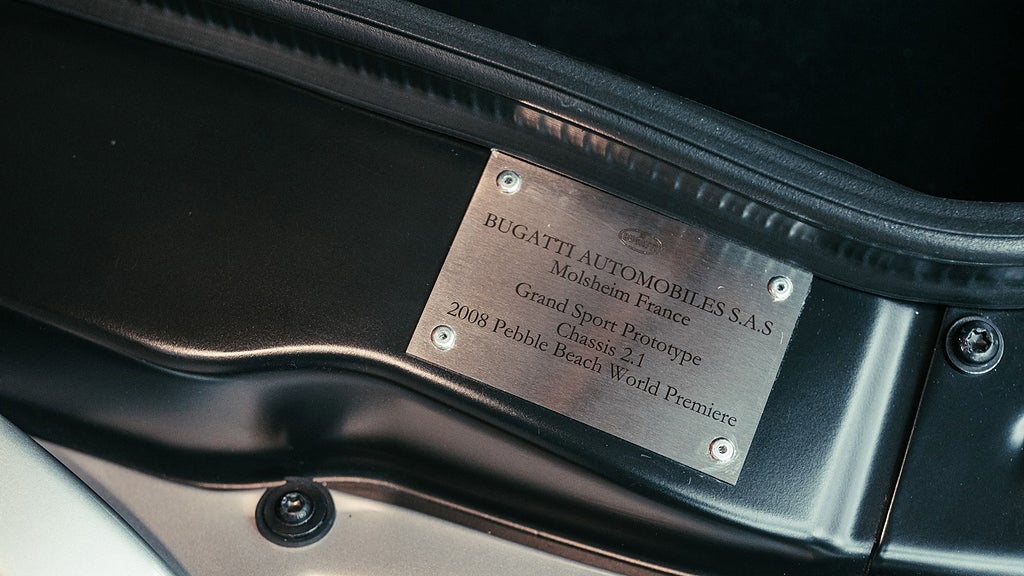 BUGATTI AUTOMOBILES S.A.S
Molsheim France
Grand Sport Prototype
Chassis 2.1
2008 Pebble Beach World Premiere